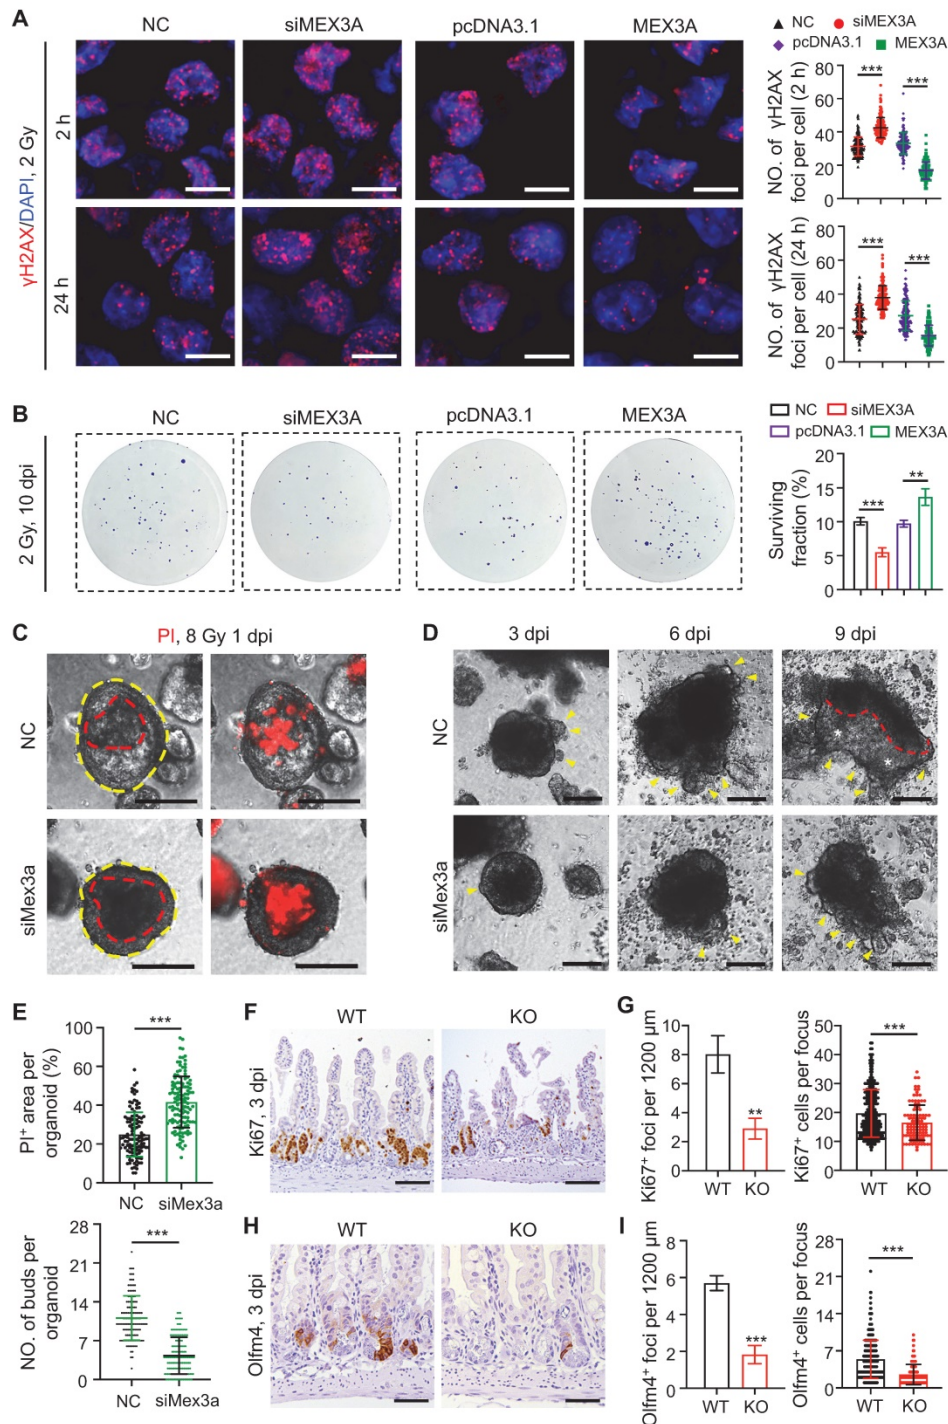 A
NC
siMEX3A
pcDNA3.1
MEX3A
γH2AX/DAPI, 2 Gy
2 h
24 h
NC siMEX3A
pcDNA3.1 MEX3A
NO. of γH2AX
foci per cell (2 h)
80
60
40
20
0
***
***
NO. of γH2AX
foci per cell (24 h)
80
60
40
20
0
***
***
B
NC
siMEX3A
pcDNA3.1
MEX3A
2 Gy, 10 dpi
NC siMEX3A
pcDNA3.1 MEX3A
Surviving
fraction (%)
20
15
10
5
0
***
**
C
PI, 8 Gy 1 dpi
NC
siMex3a
D
3 dpi
6 dpi
9 dpi
NC
*
*
siMex3a
E
PI+ area per
organoid (%)
100
80
60
40
20
0
***
NC
siMex3a
NO. of buds per
organoid
28
21
14
7
0
***
NC
siMex3a
F
WT
KO
Ki67, 3 dpi
G
Ki67+ foci per 1200 μm
10
8
6
4
2
0
**
WT
KO
Ki67+ cells per focus
50
40
30
20
10
0
***
WT
KO
H
WT
KO
Olfm4, 3 dpi
I
Olfm4+ foci per 1200 μm
8
6
4
2
0
***
WT
KO
Olfm4+ cells per focus
28
21
14
7
0
***
WT
KO